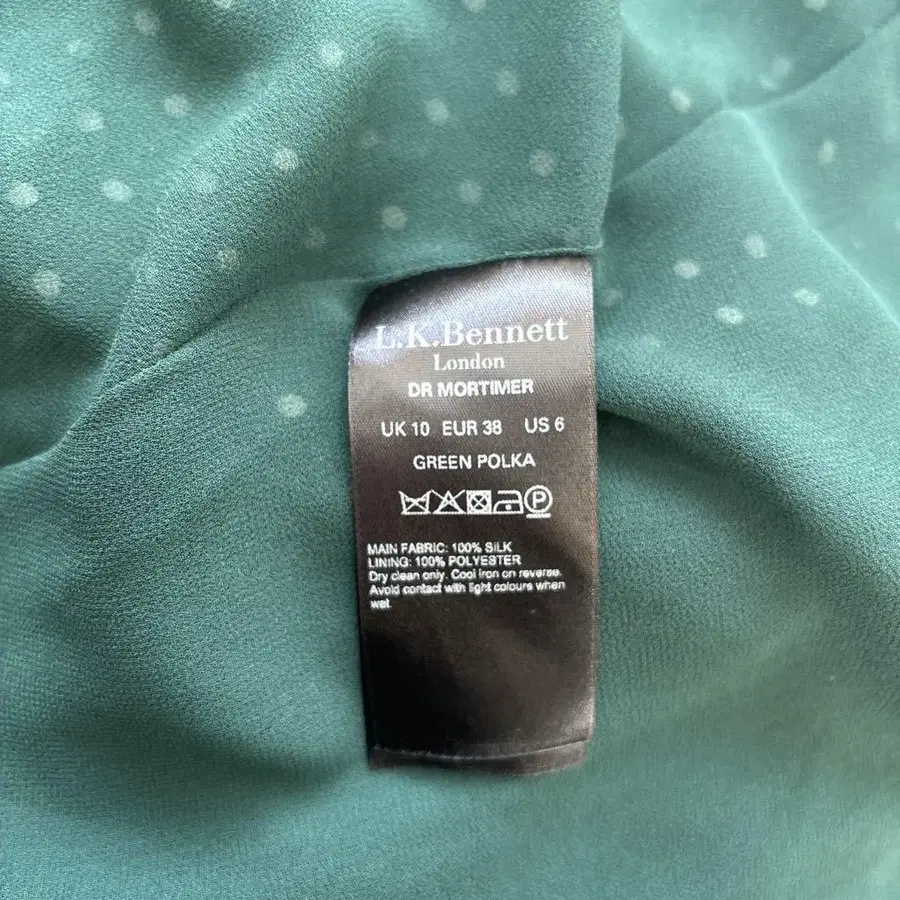 L.K.Bennett
London
DR MORTIMER
UK 10 EUR 38 US 6
GREEN POLKA
P
MAIN FABRIC: 100% SILK
LINING: 100% POLYESTER
Dry clean only. Cool iron on reverse.
Avoid contact with light colours when
wet.